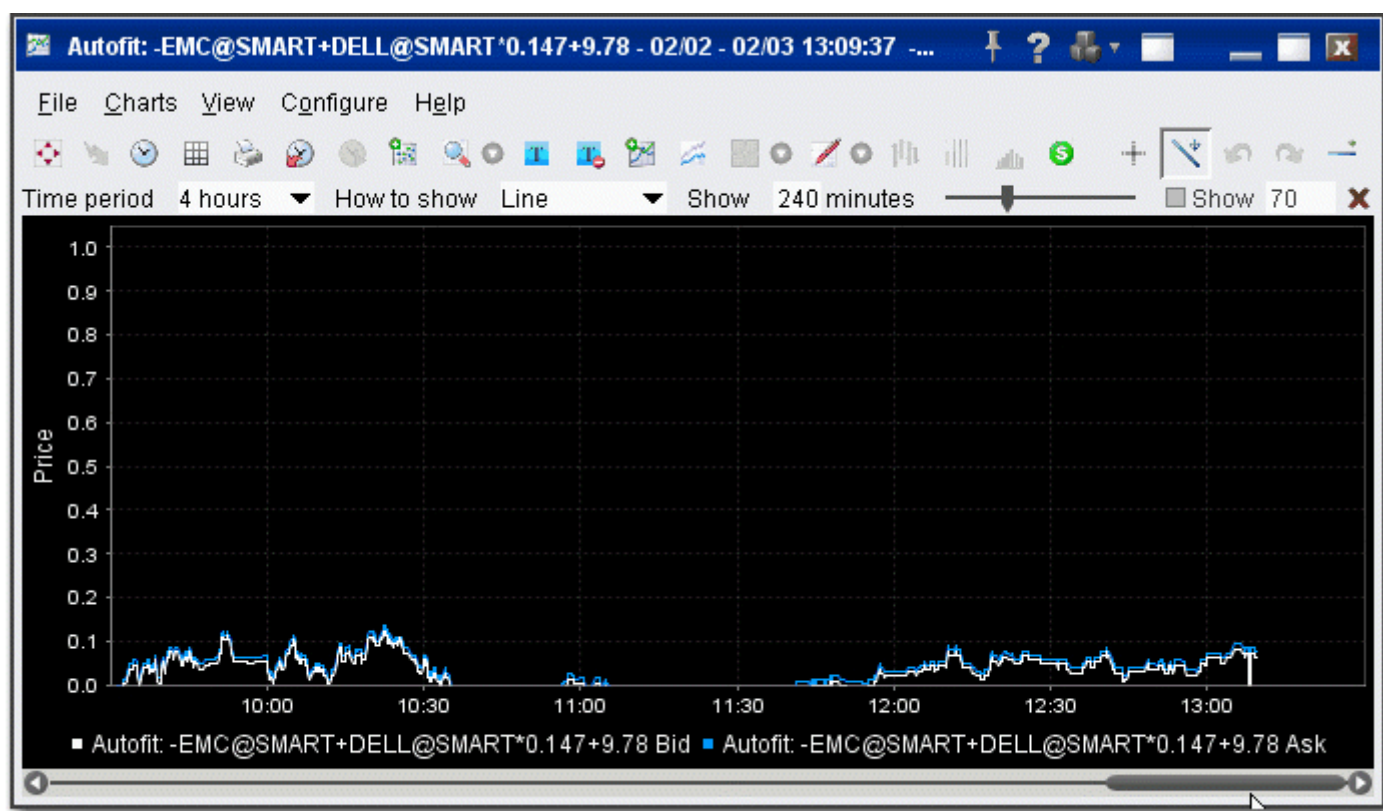 Autofit: -EMC@SMART+DELL@SMART*0.147+9.78 - 02/02 - 02/03 13:09:37 -...
File Charts View Configure Help
Time period 4 hours How to show Line Show 240 minutes Show 70
1.0
0.9
0.8
0.7
0.6
0.5
0.4
0.3
0.2
0.1
0.0
Price
10:00 10:30 11:00 11:30 12:00 12:30 13:00
Autofit: -EMC@SMART+DELL@SMART*0.147+9.78 Bid Autofit: -EMC@SMART+DELL@SMART*0.147+9.78 Ask